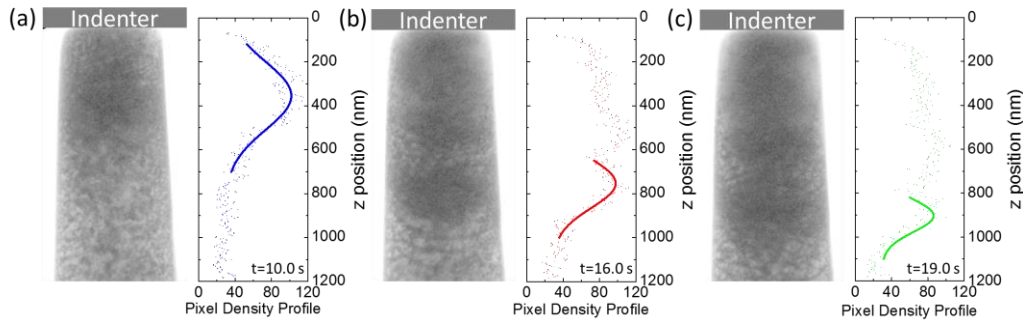 (a)
Indenter
0
200
400
600
800
1000
1200
z position (nm)
t=10.0 s
0 40 80 120
Pixel Density Profile
(b)
Indenter
0
200
400
600
800
1000
1200
z position (nm)
t=16.0 s
0 40 80 120
Pixel Density Profile
(c)
Indenter
0
200
400
600
800
1000
1200
z position (nm)
t=19.0 s
0 40 80 120
Pixel Density Profile